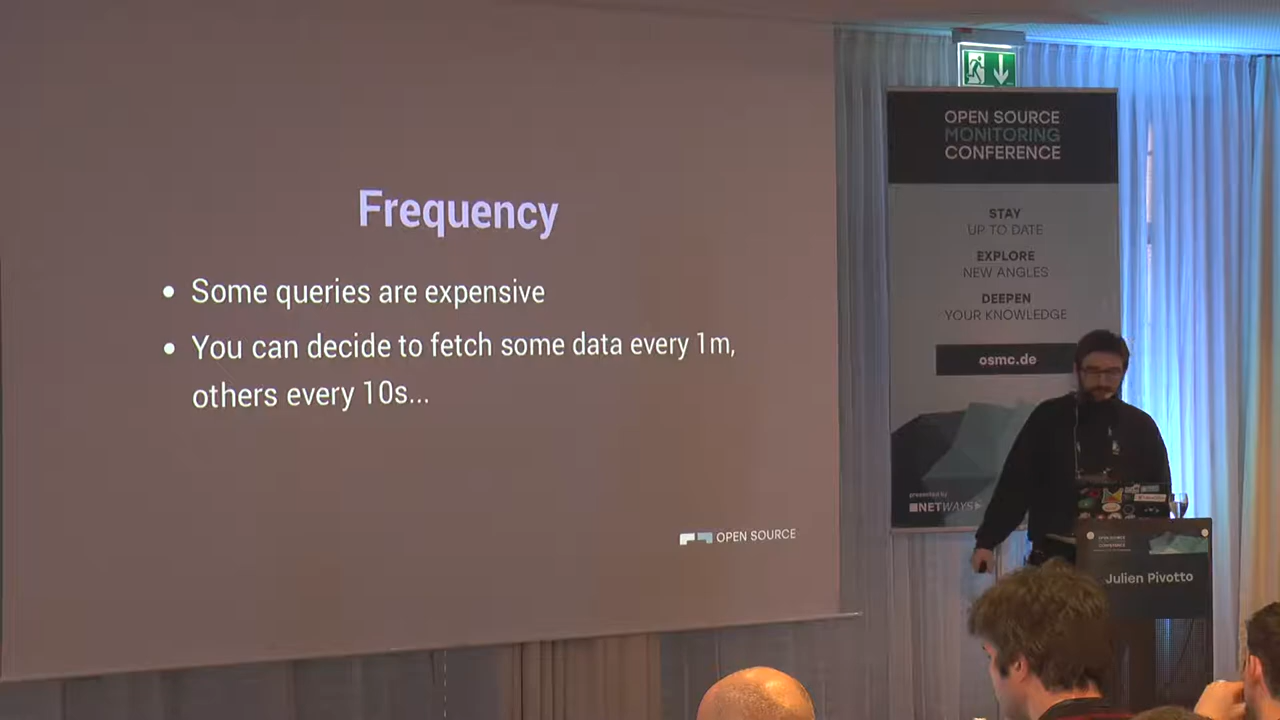 Frequency
Some queries are expensive
You can decide to fetch some data every 1m,
others every 10s...
OPEN SOURCE
OPEN SOURCE
MONITORING
CONFERENCE
STAY
UP TO DATE
EXPLORE
NEW ANGLES
DEEPEN
YOUR KNOWLEDGE
osmc.de
presented by
NETWAYS
Julien Pivotto